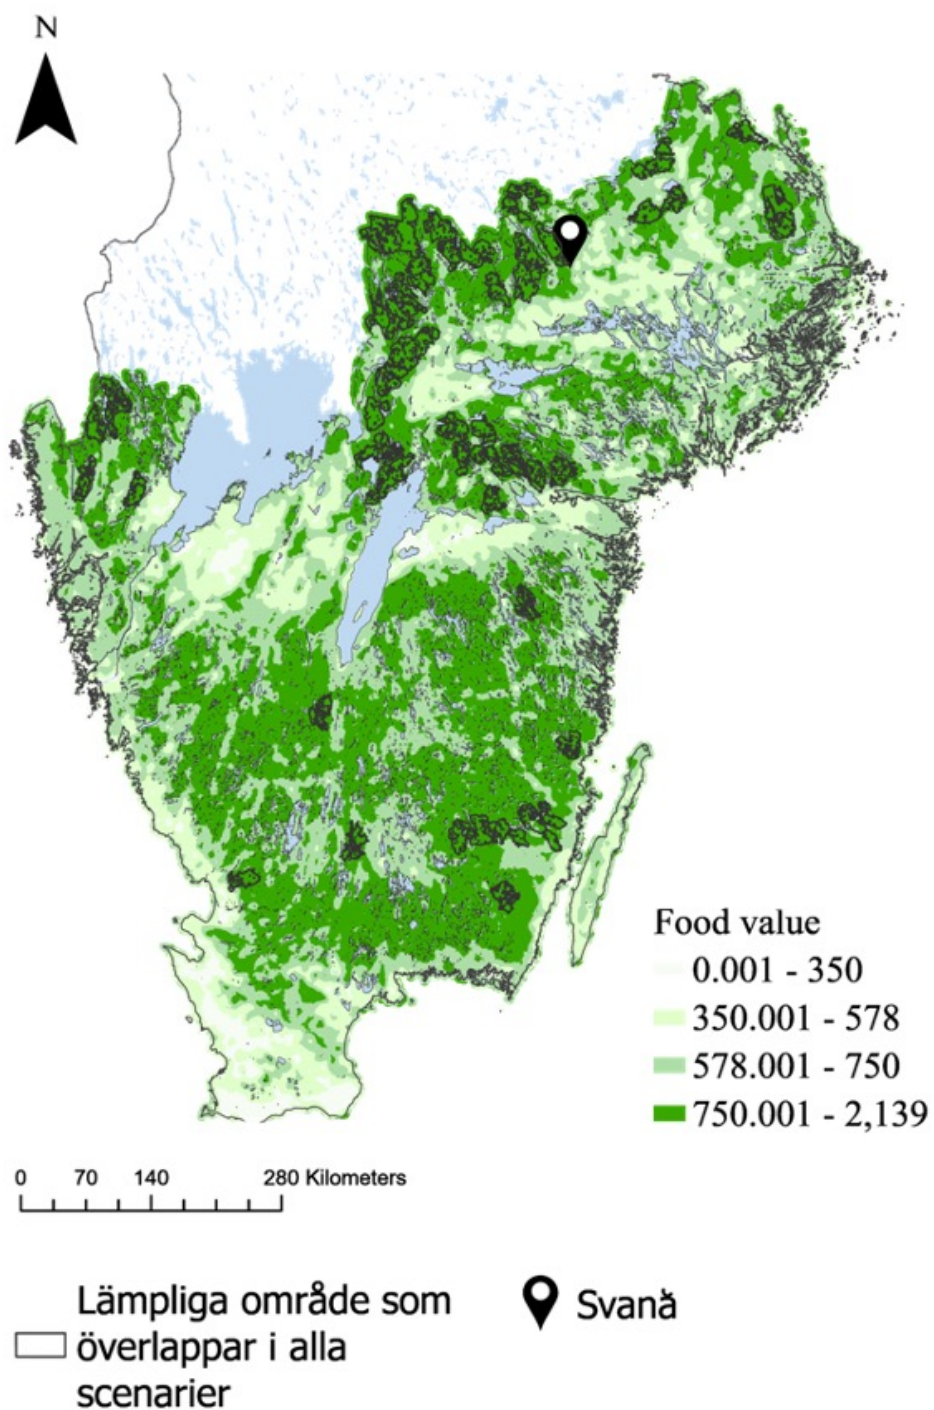 N
Food value
0.001 - 350
350.001 - 578
578.001 - 750
750.001 - 2,139
0 70 140 280 Kilometers
Lämpliga område som
överlappar i alla
scenarier
Svanå